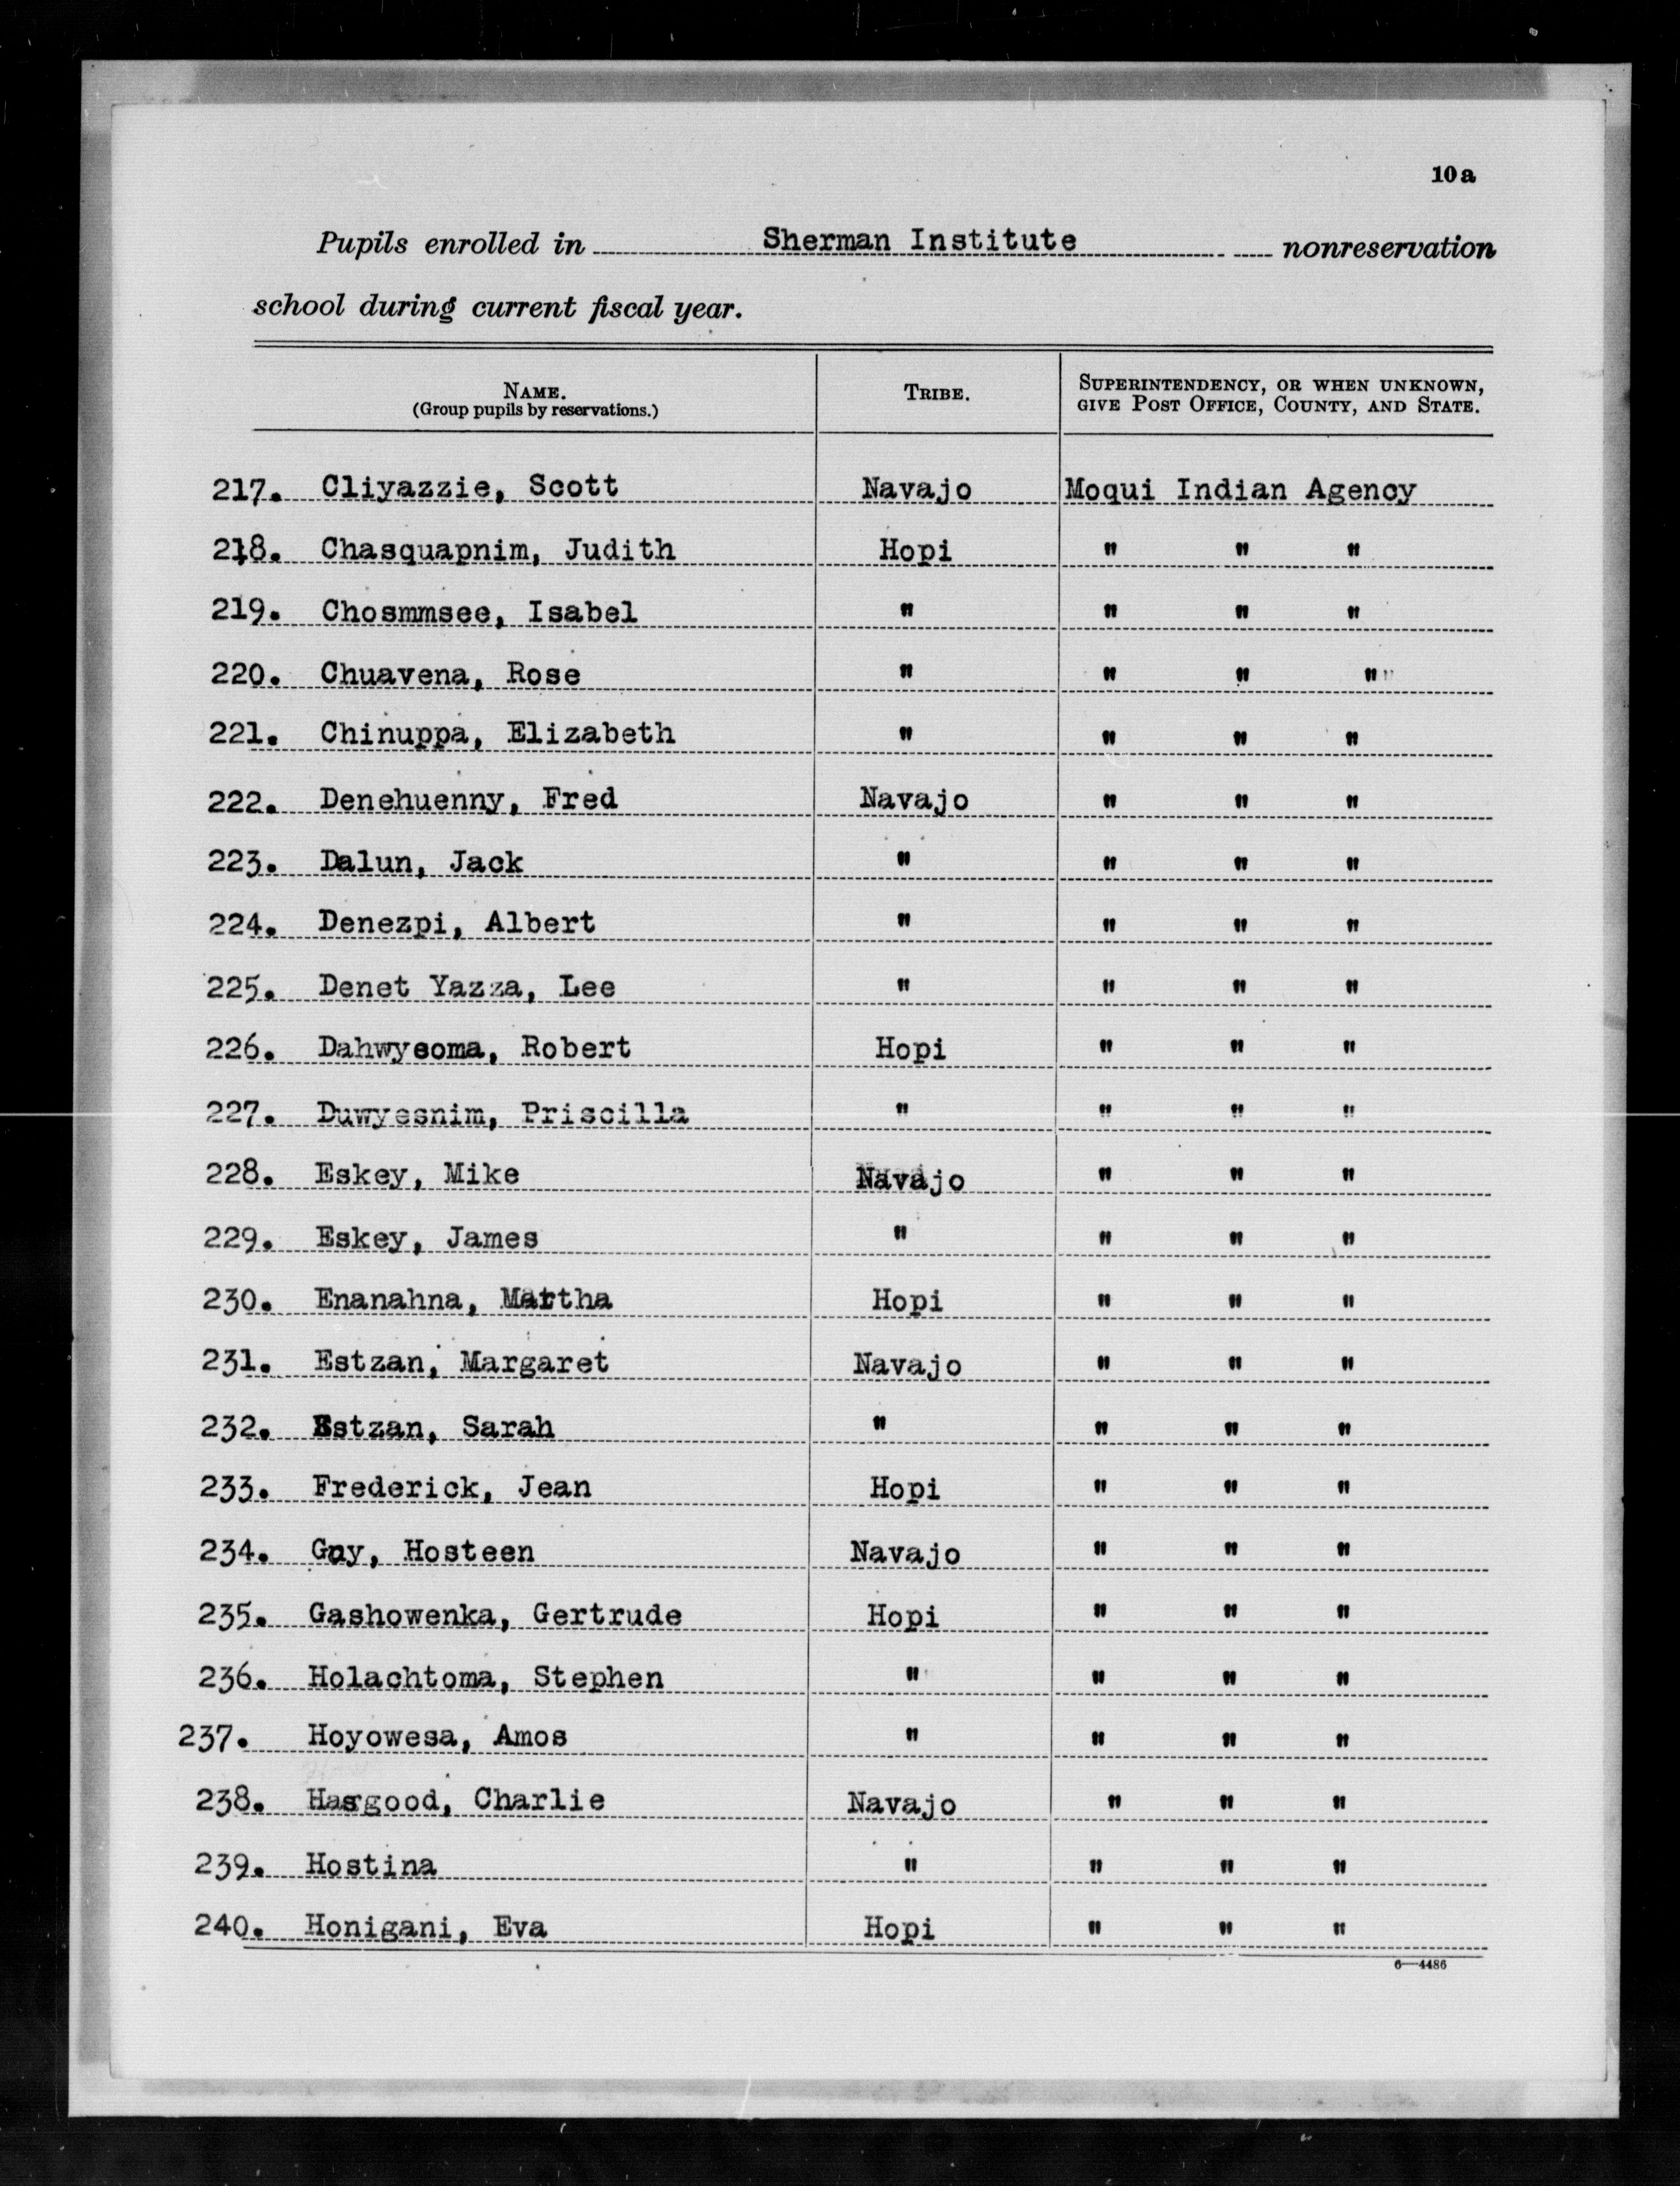 10a
Pupils enrolled in Sherman Institute nonreservation
school during current fiscal year.
NAME.
(Group pupils by reservations.)
TRIBE.
SUPERINTENDENCY, OR WHEN UNKNOWN,
GIVE POST OFFICE, COUNTY, AND STATE.
217. Cliyazzie, Scott Navajo Moqui Indian Agency
218. Chasquapnim, Judith Hopi " " "
219. Chosmmsee, Isabel " " " "
220. Chuavena, Rose " " " "
221. Chinuppa, Elizabeth " " " "
222. Denehuenny, Fred Navajo " " "
223. Dalun, Jack " " " "
224. Denezpi, Albert " " " "
225. Denet Yazza, Lee " " " "
226. Dahwyeoma, Robert Hopi " " "
227. Duwyesnim, Priscilla " " " "
228. Eskey, Mike Navajo " " "
229. Eskey, James " " " "
230. Enanahna, Martha Hopi " " "
231. Estzan, Margaret Navajo " " "
232. Estzan, Sarah " " " "
233. Frederick, Jean Hopi " " "
234. Hosteen Navajo " " "
235. Gashowenka, Gertrude Hopi " " "
236. Holachtoma, Stephen " " " "
237. Hoyowesa, Amos " " " "
238. Hasgood, Charlie Navajo " " "
239. Hostina " " " "
240. Honigani, Eva Hopi " " "
6—4486